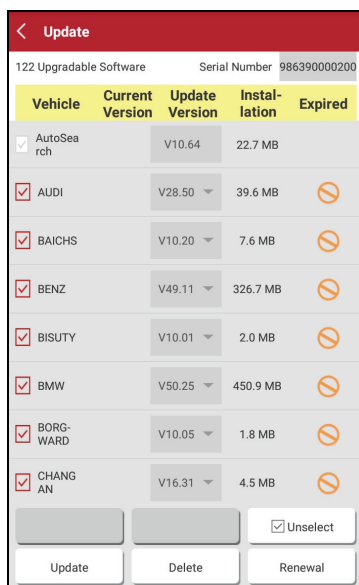 Update
122 Upgradable Software Serial Number 986390000200
Vehicle Current Version Update Version Instal-lation Expired
AutoSea
rch V10.64 22.7 MB
AUDI V28.50 39.6 MB
BAICHS V10.20 7.6 MB
BENZ V49.11 326.7 MB
BISUTY V10.01 2.0 MB
BMW V50.25 450.9 MB
BORG-
WARD V10.05 1.8 MB
CHANG
AN V16.31 4.5 MB
Unselect
Update Delete Renewal